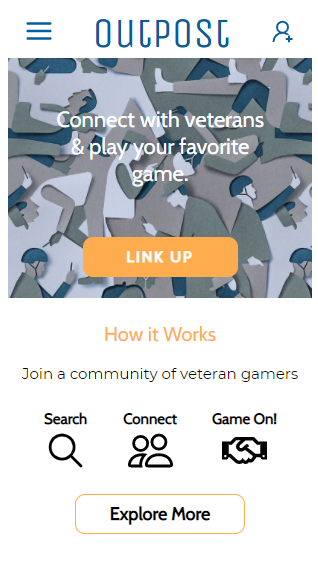 Outpost
Connect with veterans
& play your favorite
game.
LINK UP
How it Works
Join a community of veteran gamers
Search Connect Game On!
Explore More